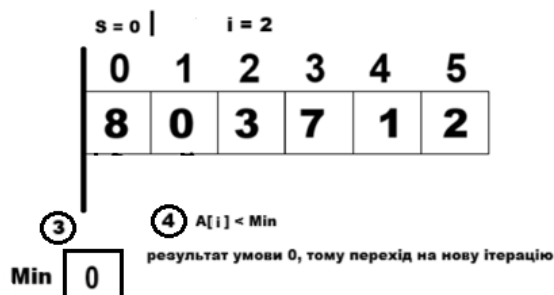 S = 0 | i = 2
0 1 2 3 4 5
8 0 3 7 1 2
3 4 A[ i ] < Min
результат умови 0, тому перехід на нову ітерацію
Min 0